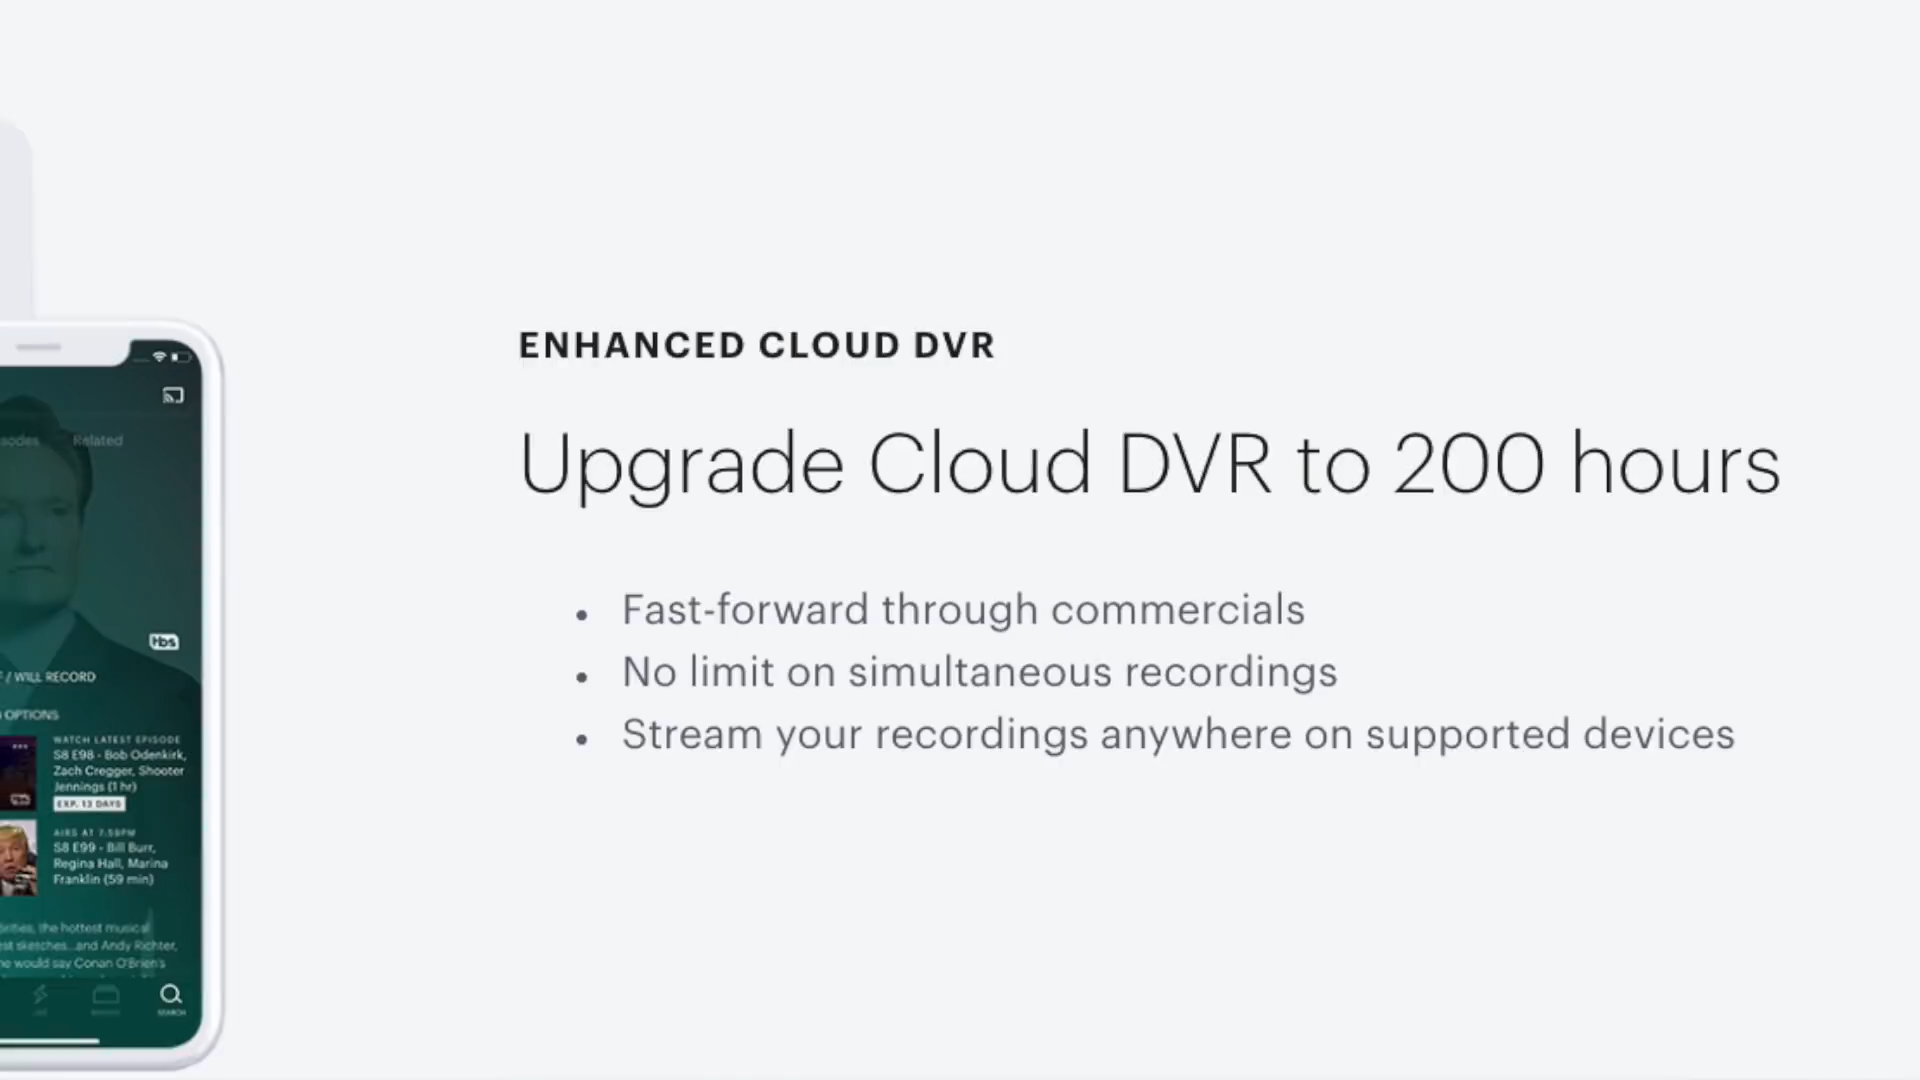 ENHANCED CLOUD DVR
Upgrade Cloud DVR to 200 hours
Fast-forward through commercials
No limit on simultaneous recordings
Stream your recordings anywhere on supported devices
Related
tbs
/ WILL RECORD
OPTIONS
WATCH LATEST EPISODE
S8 E98 - Bob Odenkirk,
Zach Cregger, Shooter
Jennings (1 hr)
EXP. 13 DAYS
AIRS AT 7:59PM
S8 E99 - Bill Burr,
Regina Hall, Marina
Franklin (59 min)
the hottest musical
sketches...and Andy Richter,
would say Conan O'Brien's
SEARCH